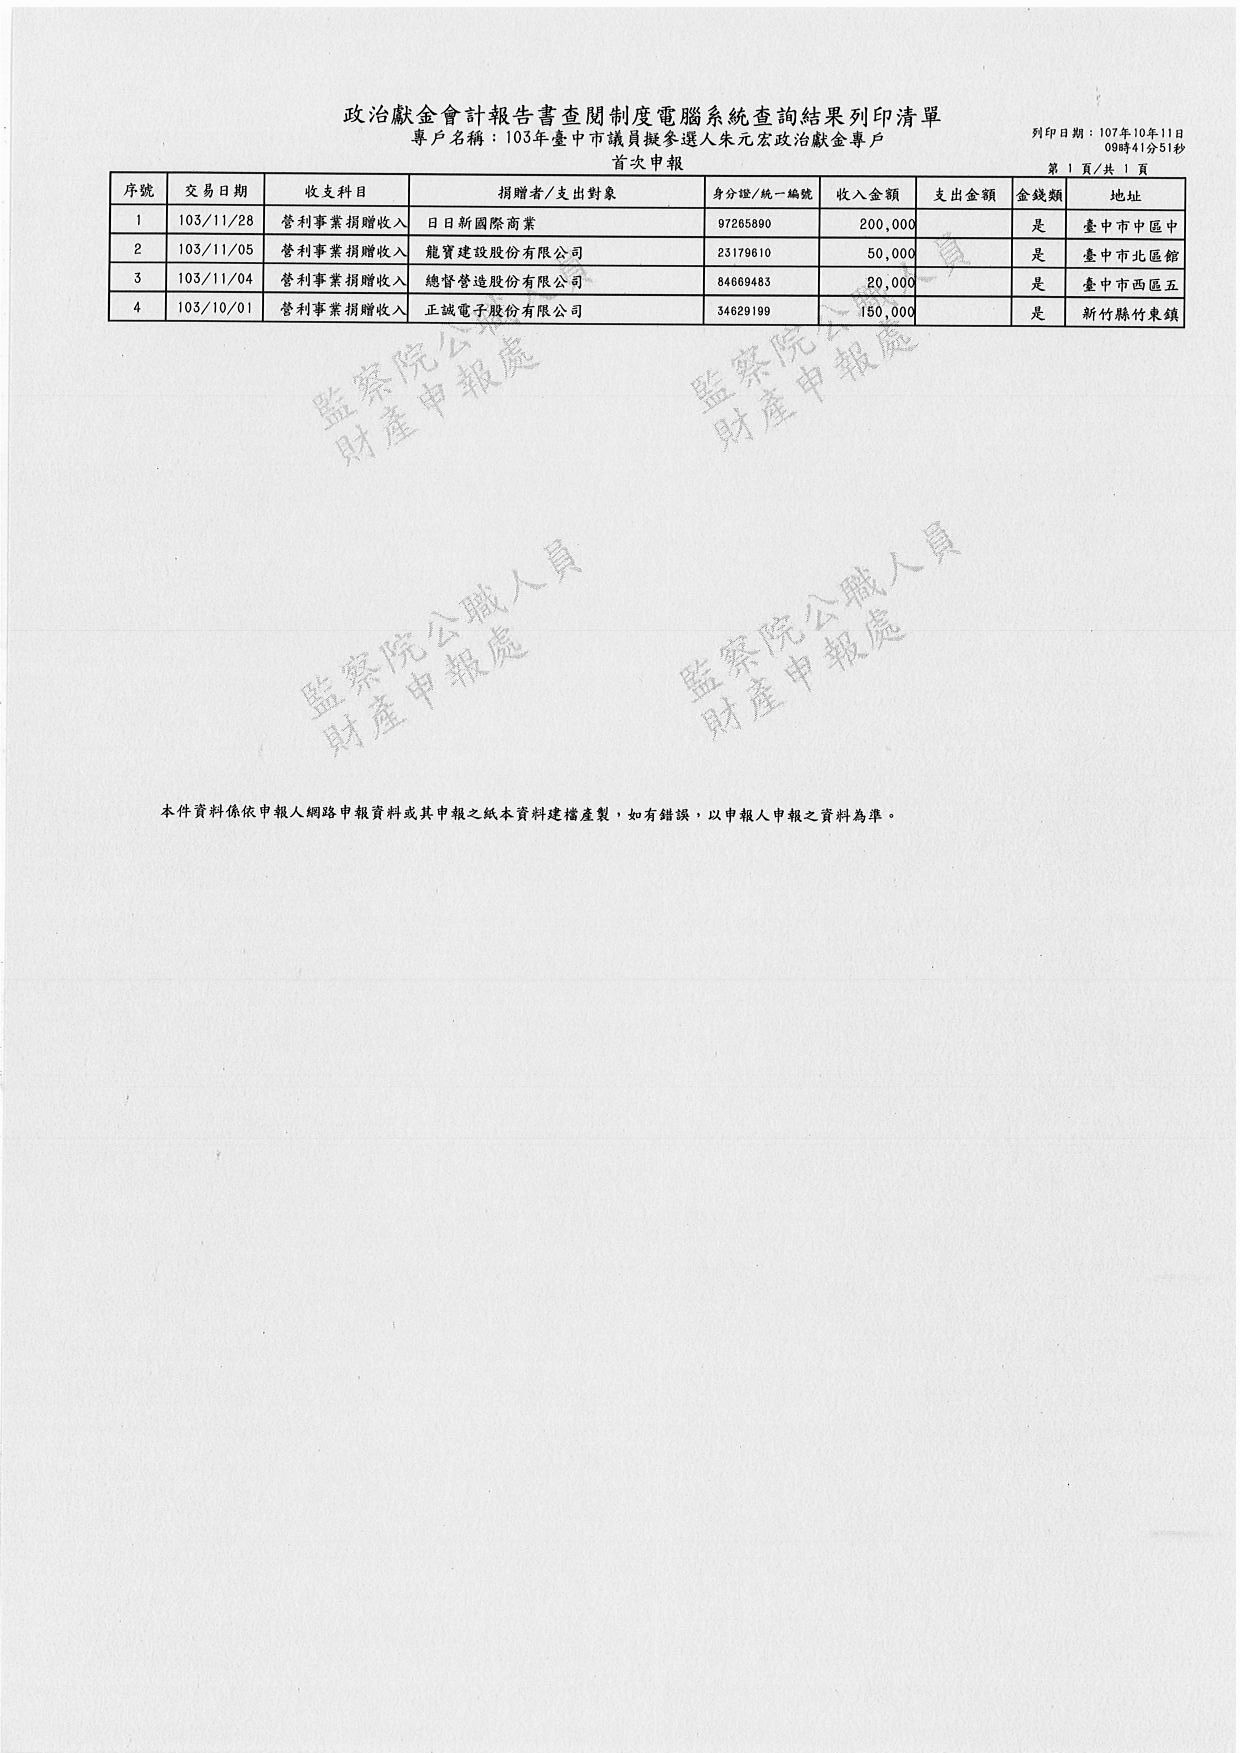 政治獻金會計報告書查閱制度電腦系統查詢結果列印清單
專戶名稱：103年臺中市議員擬參選人朱元宏政治獻金專戶
列印日期：107年10年11日
09時41分51秒
首次申報
第 1 頁/共 1 頁
序號 交易日期 收支科目 捐贈者/支出對象 身分證/統一編號 收入金額 支出金額 金錢類 地址
1 103/11/28 營利事業捐贈收入 日日新國際商業 97265890 200,000 是 臺中市中區中
2 103/11/05 營利事業捐贈收入 龍寶建設股份有限公司 23179610 50,000 是 臺中市北區館
3 103/11/04 營利事業捐贈收入 總督營造股份有限公司 84669483 20,000 是 臺中市西區五
4 103/10/01 營利事業捐贈收入 正誠電子股份有限公司 34629199 150,000 是 新竹縣竹東鎮
監察院公職人員
財產申報處
監察院公職人員
財產申報處
監察院公職人員
財產申報處
監察院公職人員
財產申報處
本件資料係依申報人網路申報資料或其申報之紙本資料建檔產製，如有錯誤，以申報人申報之資料為準。